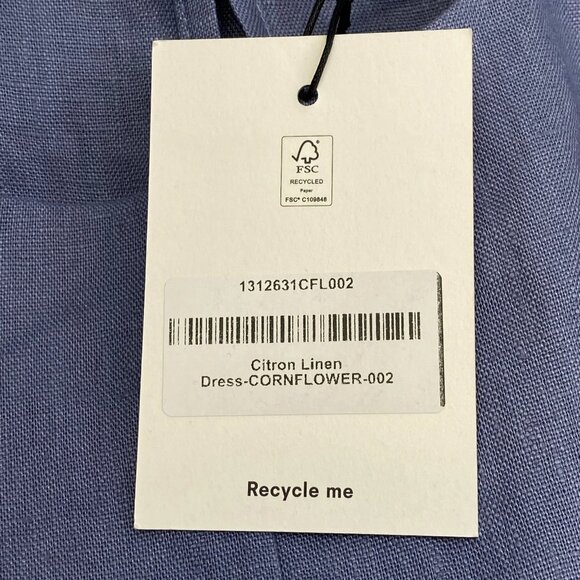 FSC
RECYCLED
Paper
FSC® C109848
1312631CFL002
Citron Linen
Dress-CORNFLOWER-002
Recycle me